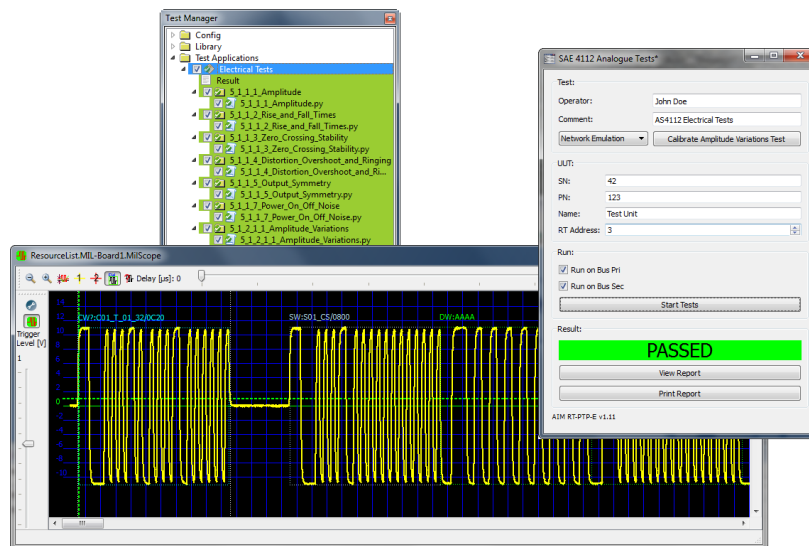 Test Manager
Config
Library
Test Applications
Electrical Tests
Result
5_1_1_1_Amplitude
5_1_1_1_Amplitude.py
5_1_1_2_Rise_and_Fall_Times
5_1_1_2_Rise_and_Fall_Times.py
5_1_1_3_Zero_Crossing_Stability
5_1_1_3_Zero_Crossing_Stability.py
5_1_1_4_Distortion_Overshoot_and_Ringing
5_1_1_4_Distortion_Overshoot_and_Ri...
5_1_1_5_Output_Symmetry
5_1_1_5_Output_Symmetry.py
5_1_1_7_Power_On_Off_Noise
5_1_1_7_Power_On_Off_Noise.py
5_1_2_1_1_Amplitude_Variations
5_1_2_1_1_Amplitude_Variations.py
SAE 4112 Analogue Tests*
Test:
Operator: John Doe
Comment: AS4112 Electrical Tests
Network Emulation Calibrate Amplitude Variations Test
UUT:
SN: 42
PN: 123
Name: Test Unit
RT Address: 3
Run:
Run on Bus Pri
Run on Bus Sec
Start Tests
Result:
PASSED
View Report
Print Report
AIM RT-PTP-E v1.11
ResourceList.MIL-Board1.MilScope
Delay [µs]: 0
Trigger
Level [V]
1
14
CW?:C01_T_01_32/0C20 SW:S01_CS/0800 DW:AAAA
8
6
4
2
0
-2
-4
-6
-8
-10